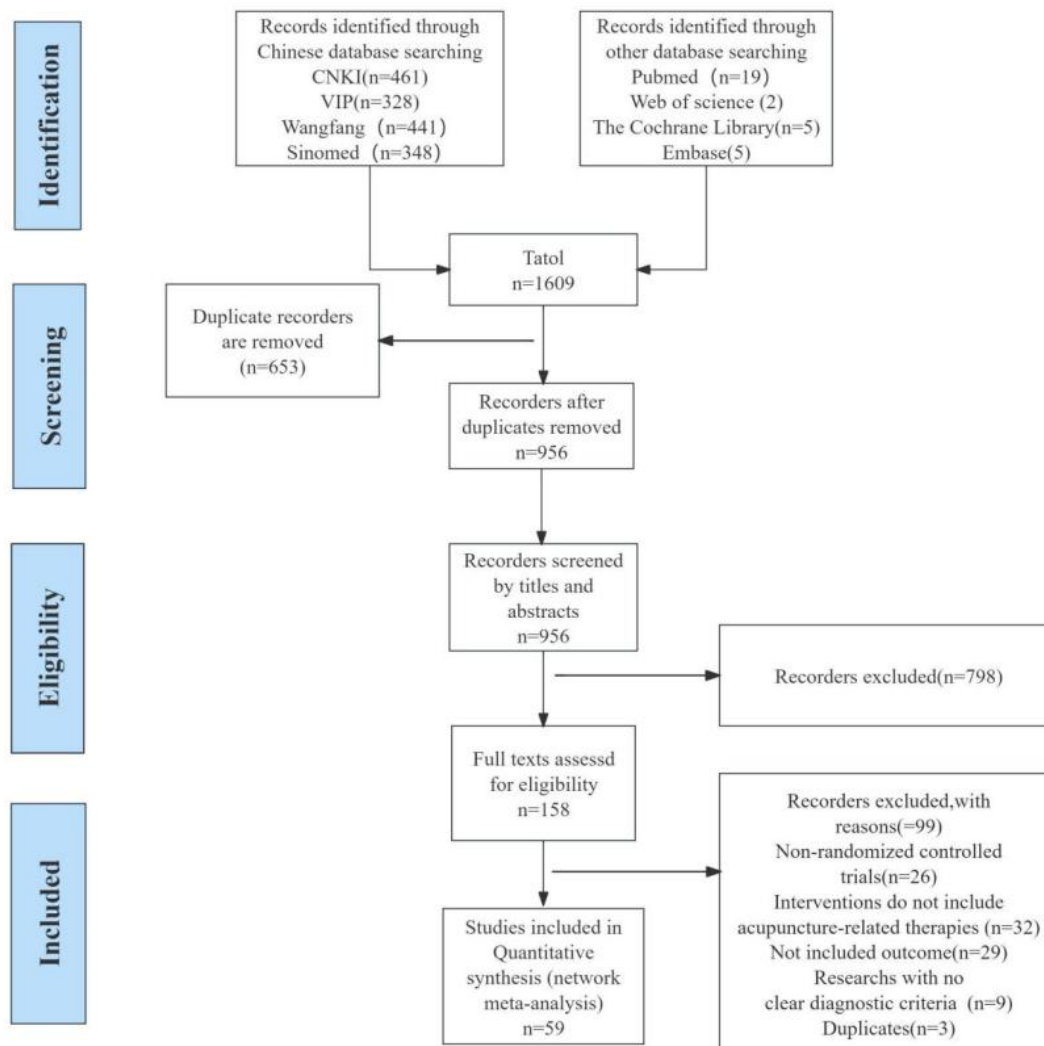 Identification
Records identified through
Chinese database searching
CNKI(n=461)
VIP(n=328)
Wangfang（n=441)
Sinomed（n=348)
Records identified through
other database searching
Pubmed（n=19)
Web of science (2)
The Cochrane Library(n=5)
Embase(5)
Tatol
n=1609
Screening
Duplicate recorders
are removed
(n=653)
Recorders after
duplicates removed
n=956
Eligibility
Recorders screened
by titles and
abstracts
n=956
Recorders excluded(n=798)
Full texts assessd
for eligibility
n=158
Included
Recorders excluded,with
reasons(=99)
Non-randomized controlled
trials(n=26)
Interventions do not include
acupuncture-related therapies (n=32)
Not included outcome(n=29)
Researchs with no
clear diagnostic criteria（n=9)
Duplicates(n=3)
Studies included in
Quantitative
synthesis (network
meta-analysis)
n=59